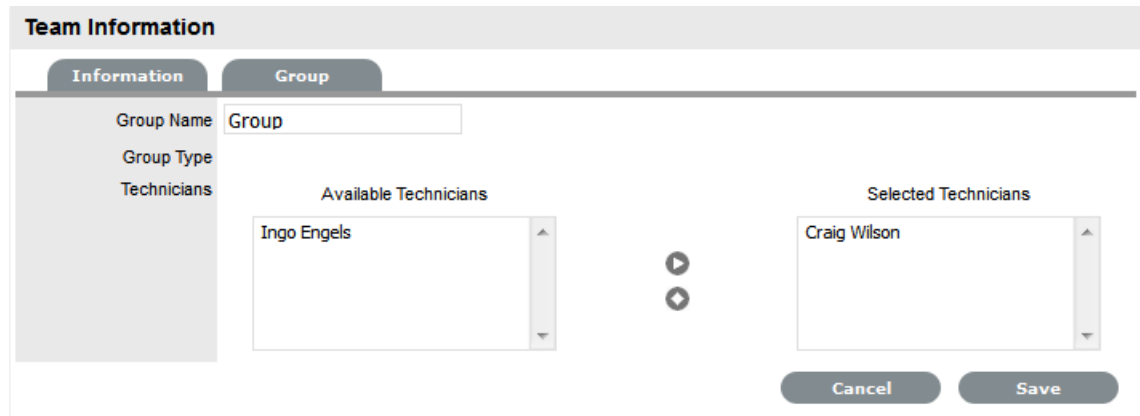 Team Information
Information Group
Group Name Group
Group Type
Technicians Available Technicians Selected Technicians
Ingo Engels Craig Wilson
Cancel Save